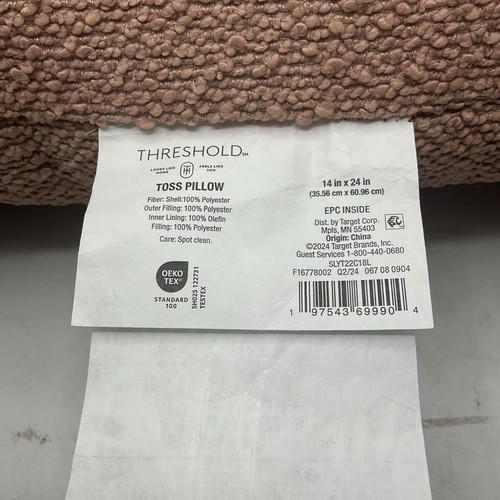 THRESHOLD™
LOOKS LIKE HOME
FEELS LIKE YOU
TOSS PILLOW
Fiber: Shell:100% Polyester
Outer Filling: 100% Polyester
Inner Lining: 100% Olefin
Filling: 100% Polyester
Care: Spot clean.
OEKO
TEX®
STANDARD
100
SH025 122731
TESTEX
14 in x 24 in
(35.56 cm x 60.96 cm)
EPC INSIDE
Dist. by Target Corp.
Mpls, MN 55403
Origin: China
©2024 Target Brands, Inc.
Guest Services 1-800-440-0680
SLYT22C18L
F16778002 Q2/24 067 08 0904
1 97543 69990 4